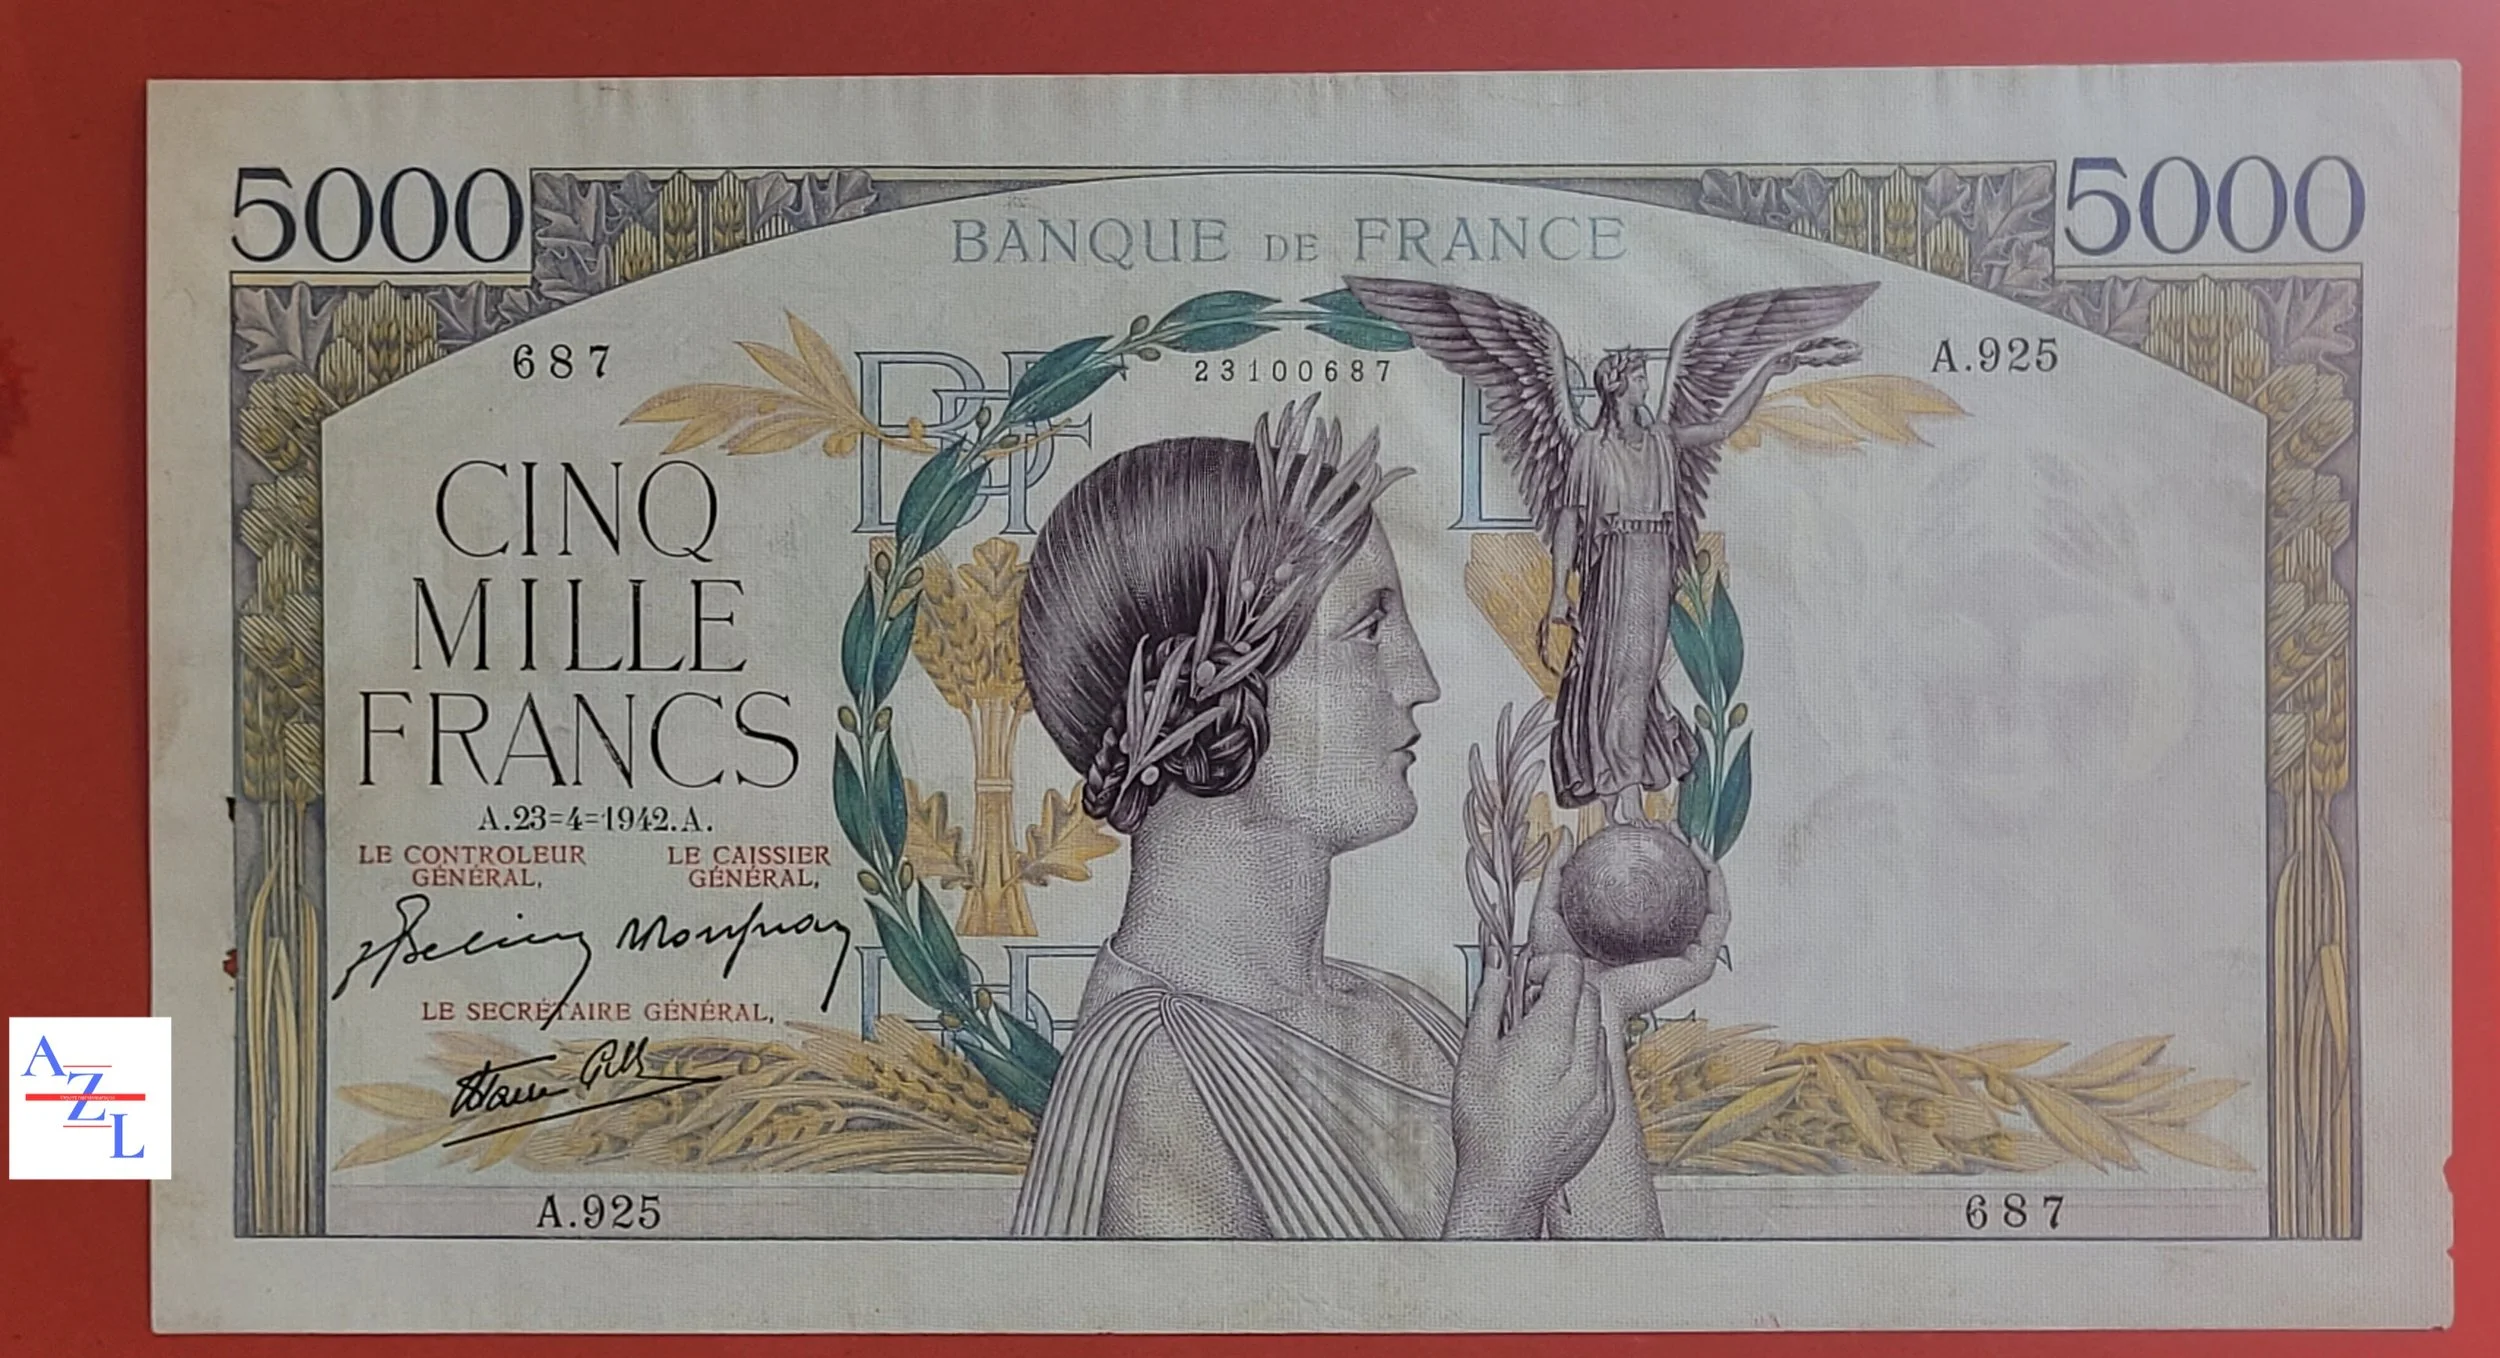 5000
5000
BANQUE DE FRANCE
687
23100687
A.925
CINQ
MILLE
FRANCS
A.23=4=1942.A.
LE CONTROLEUR
GÉNÉRAL,
LE CAISSIER
GÉNÉRAL,
LE SECRÉTAIRE GÉNÉRAL,
A.925
687
AZL